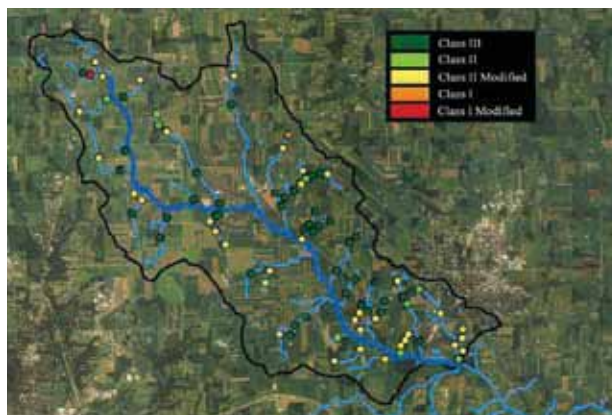 Class III
Class II
Class II Modified
Class I
Class I Modified